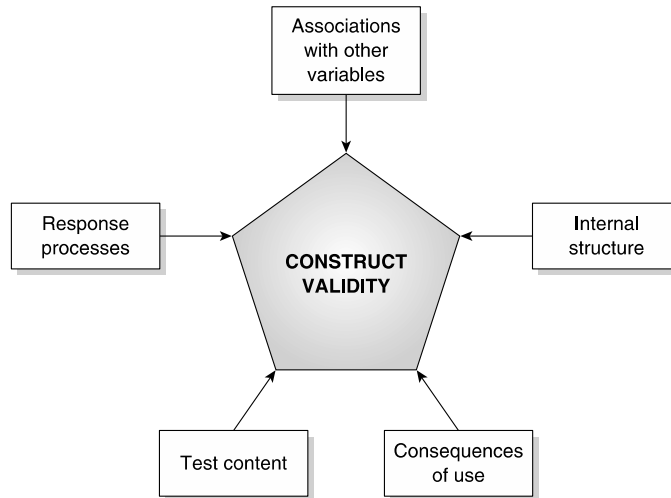 Associations
with other
variables
Response
processes
CONSTRUCT
VALIDITY
Internal
structure
Test content
Consequences
of use